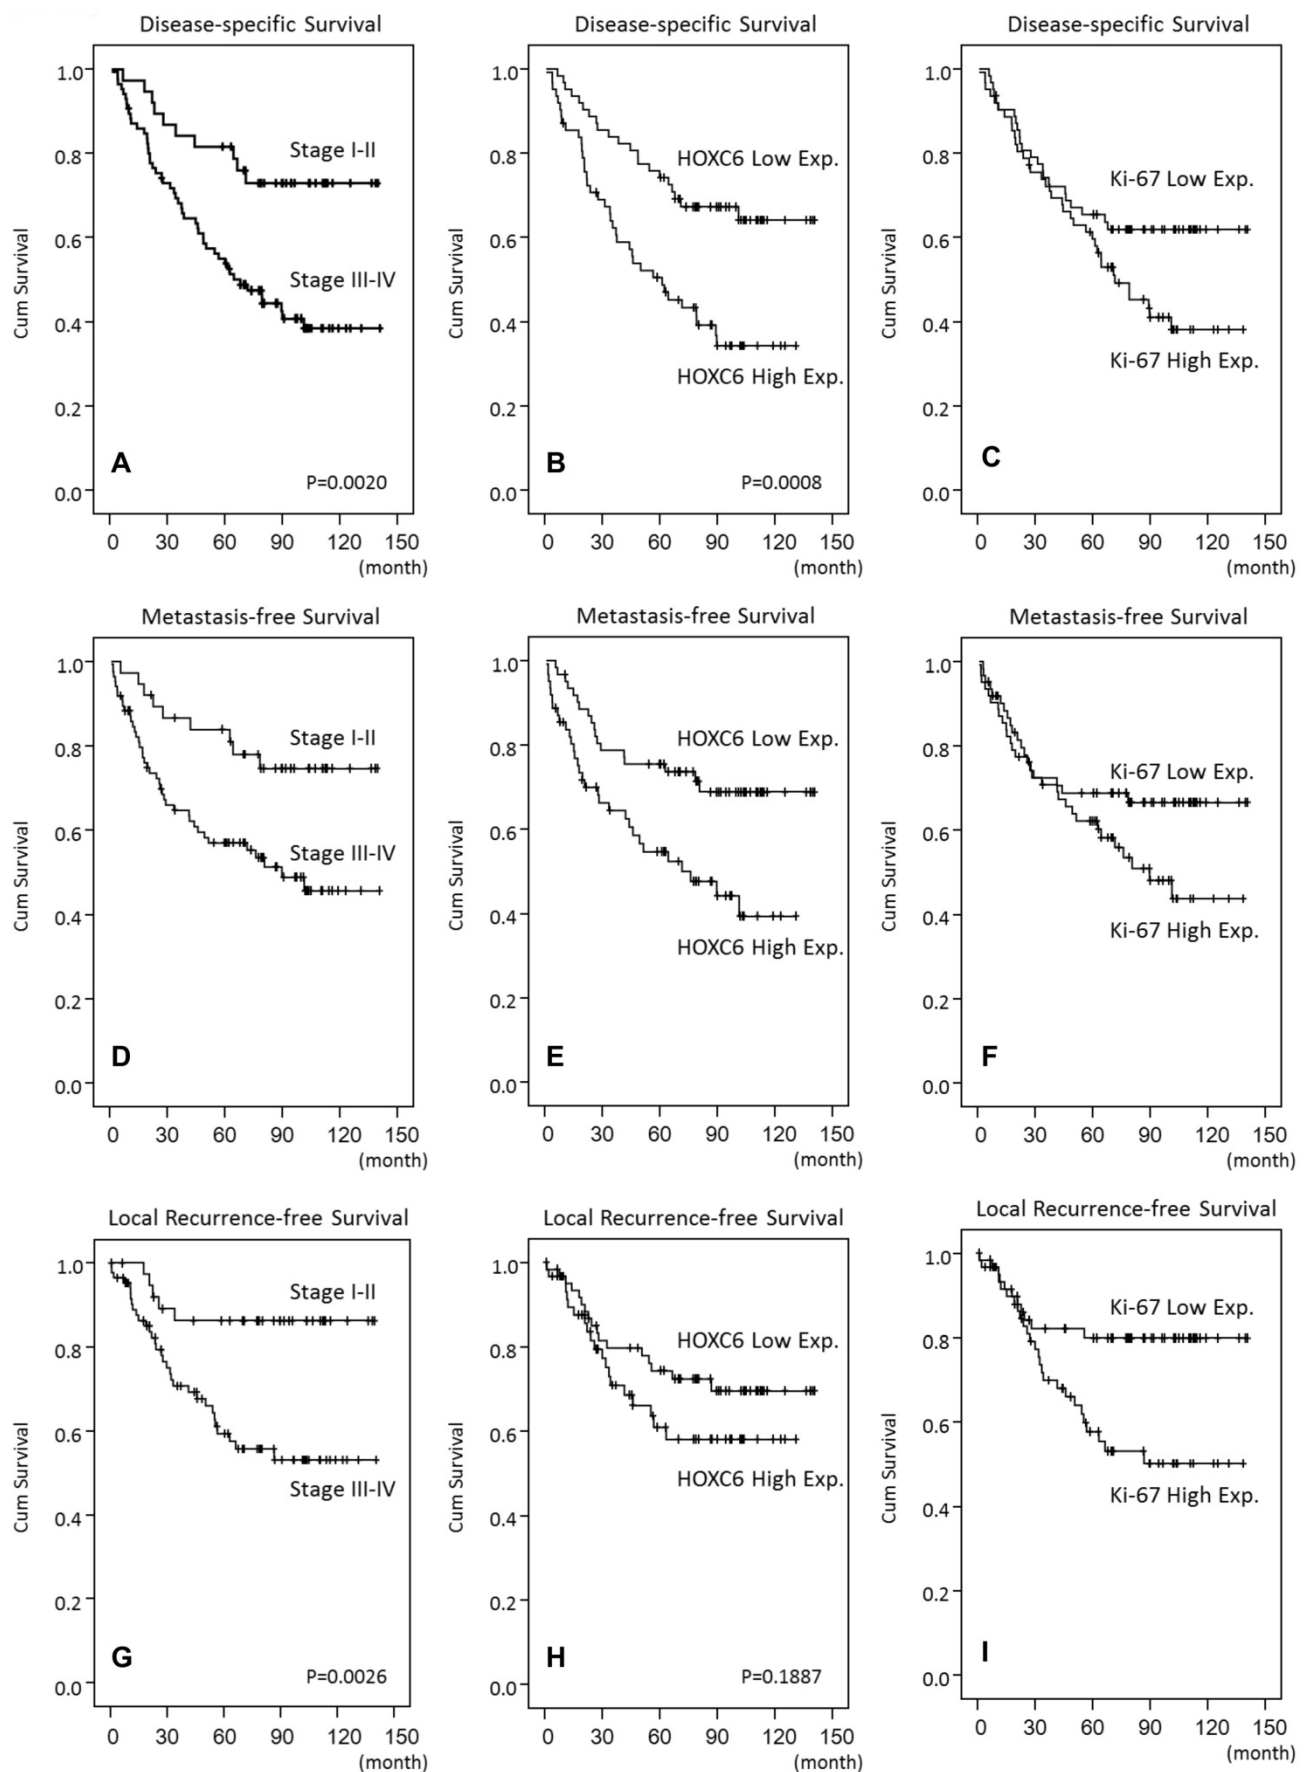 Disease-specific Survival
1.0
0.8
0.6
0.4
0.2
0.0
Cum Survival
Stage I-II
Stage III-IV
A
P=0.0020
0 30 60 90 120 150
(month)
Disease-specific Survival
1.0
0.8
0.6
0.4
0.2
0.0
Cum Survival
HOXC6 Low Exp.
HOXC6 High Exp.
B
P=0.0008
0 30 60 90 120 150
(month)
Disease-specific Survival
1.0
0.8
0.6
0.4
0.2
0.0
Cum Survival
Ki-67 Low Exp.
Ki-67 High Exp.
C
0 30 60 90 120 150
(month)
Metastasis-free Survival
1.0
0.8
0.6
0.4
0.2
0.0
Cum Survival
Stage I-II
Stage III-IV
D
0 30 60 90 120 150
(month)
Metastasis-free Survival
1.0
0.8
0.6
0.4
0.2
0.0
Cum Survival
HOXC6 Low Exp.
HOXC6 High Exp.
E
0 30 60 90 120 150
(month)
Metastasis-free Survival
1.0
0.8
0.6
0.4
0.2
0.0
Cum Survival
Ki-67 Low Exp.
Ki-67 High Exp.
F
0 30 60 90 120 150
(month)
Local Recurrence-free Survival
1.0
0.8
0.6
0.4
0.2
0.0
Cum Survival
Stage I-II
Stage III-IV
G
P=0.0026
0 30 60 90 120 150
(month)
Local Recurrence-free Survival
1.0
0.8
0.6
0.4
0.2
0.0
Cum Survival
HOXC6 Low Exp.
HOXC6 High Exp.
H
P=0.1887
0 30 60 90 120 150
(month)
Local Recurrence-free Survival
1.0
0.8
0.6
0.4
0.2
0.0
Cum Survival
Ki-67 Low Exp.
Ki-67 High Exp.
I
0 30 60 90 120 150
(month)